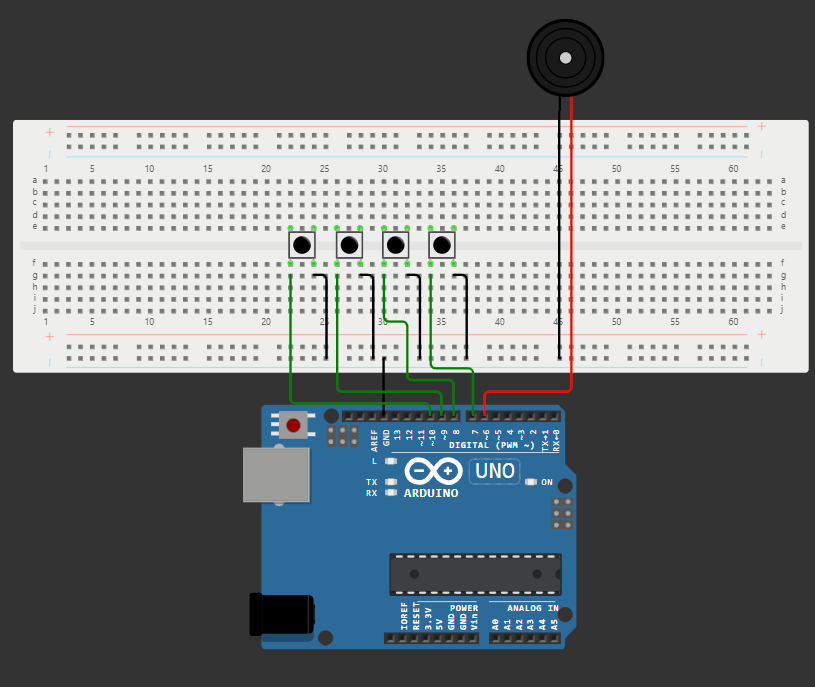 + +
1 5 10 15 20 25 30 35 40 45 50 55 60
a a
b b
c c
d d
e e
f f
g g
h h
i i
j j
1 5 10 15 20 25 30 35 40 45 50 55 60
+ +
AREF GND 13 12 ~11 ~10 ~9 8 7 ~6 ~5 4 ~3 2 TX→1 RX←0
DIGITAL (PWM ~)
L
UNO
TX
RX
ARDUINO
ON
IOREF RESET 3.3V 5V GND GND Vin
POWER
ANALOG IN
A0 A1 A2 A3 A4 A5